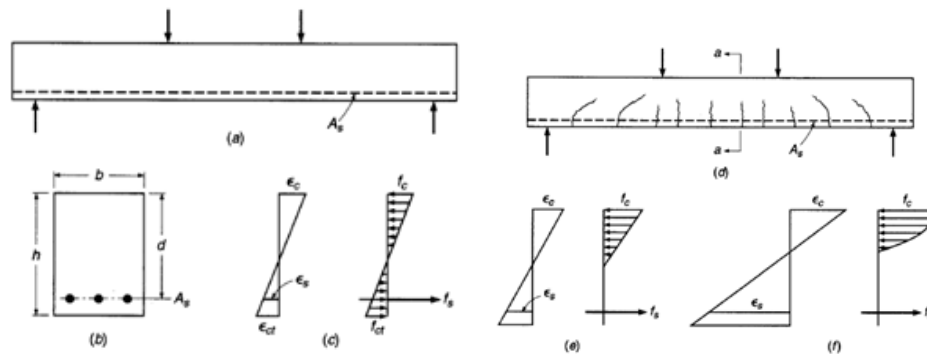 A_s
(a)
a
a
A_s
(d)
b
h
d
A_s
(b)
ϵ_c
ϵ_s
ϵ_ct
f_c
f_s
f_ct
(c)
ϵ_c
ϵ_s
f_c
f_s
(e)
ϵ_c
ϵ_s
f_c
(f)